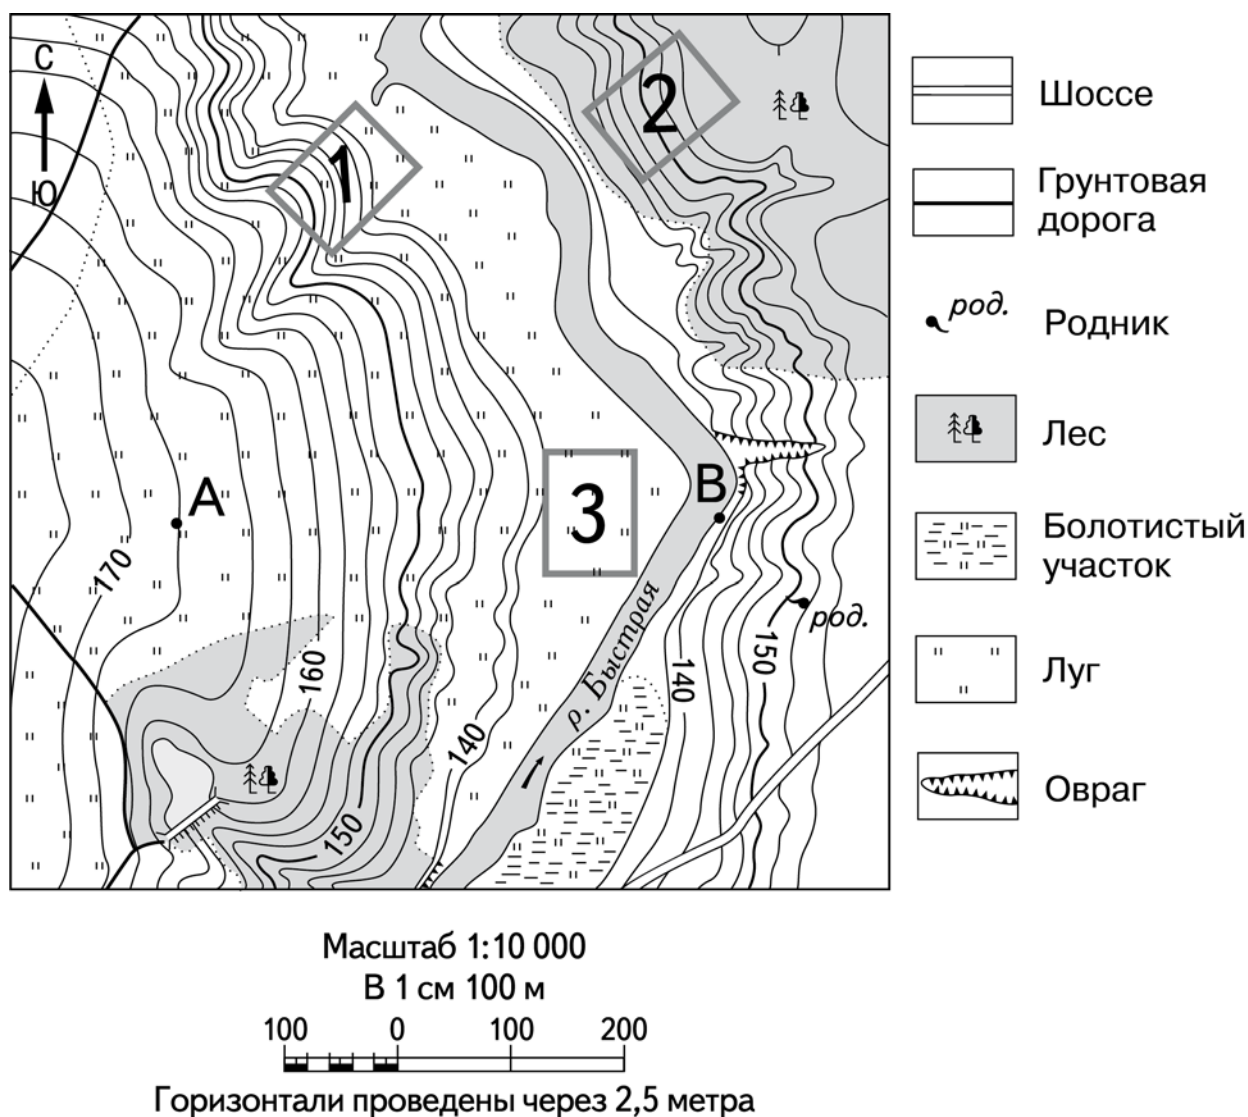 С
Ю
1
2
3
А
В
170
160
150
140
140
150
р. Быстрая
род.
Шоссе
Грунтовая
дорога
род.
Родник
Лес
Болотистый
участок
Луг
Овраг
Масштаб 1:10 000
В 1 см 100 м
100 0 100 200
Горизонтали проведены через 2,5 метра